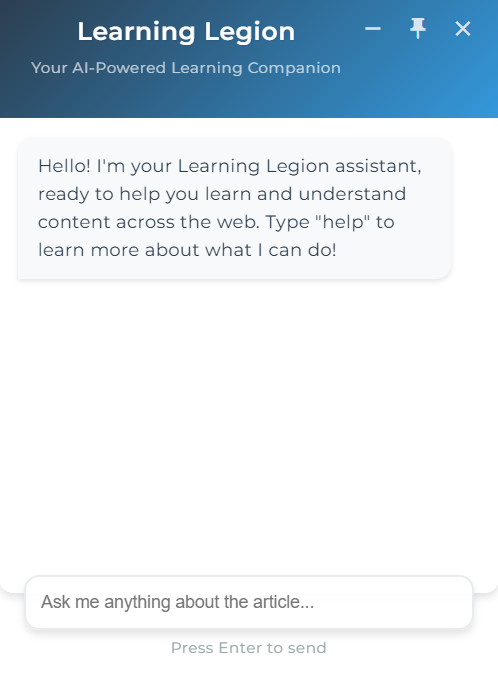 Learning Legion
Your AI-Powered Learning Companion
Hello! I'm your Learning Legion assistant,
ready to help you learn and understand
content across the web. Type "help" to
learn more about what I can do!
Ask me anything about the article...
Press Enter to send